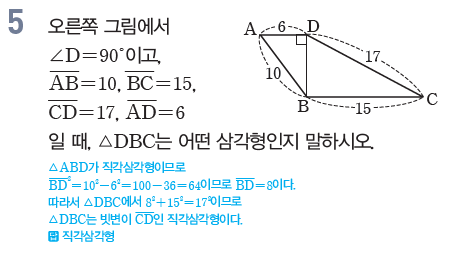 5 오른쪽 그림에서
∠D=90°이고,
AB=10, BC=15,
CD=17, AD=6
일 때, △DBC는 어떤 삼각형인지 말하시오.
A 6 D
17
10
B 15 C
△ABD가 직각삼각형이므로
BD²=10²-6²=100-36=64이므로 BD=8이다.
따라서 △DBC에서 8²+15²=17²이므로
△DBC는 빗변이 CD인 직각삼각형이다.
답 직각삼각형